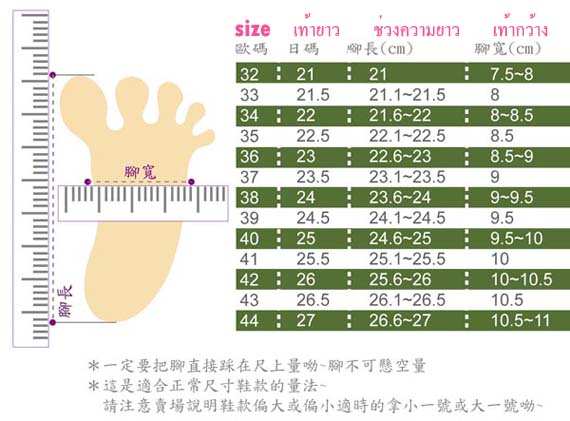 size เท้ายาว ช่วงความยาว เท้ากว้าง
歐碼 日碼 腳長(cm) 腳寬(cm)
32 21 21 7.5~8
33 21.5 21.1~21.5 8
34 22 21.6~22 8~8.5
35 22.5 22.1~22.5 8.5
36 23 22.6~23 8.5~9
37 23.5 23.1~23.5 9
38 24 23.6~24 9~9.5
39 24.5 24.1~24.5 9.5
40 25 24.6~25 9.5~10
41 25.5 25.1~25.5 10
42 26 25.6~26 10~10.5
43 26.5 26.1~26.5 10.5
44 27 26.6~27 10.5~11
腳寬
腳長
*一定要把腳直接踩在尺上量呦~腳不可懸空量
*這是適合正常尺寸鞋款的量法~
請注意賣場說明鞋款偏大或偏小適時的拿小一號或大一號呦~